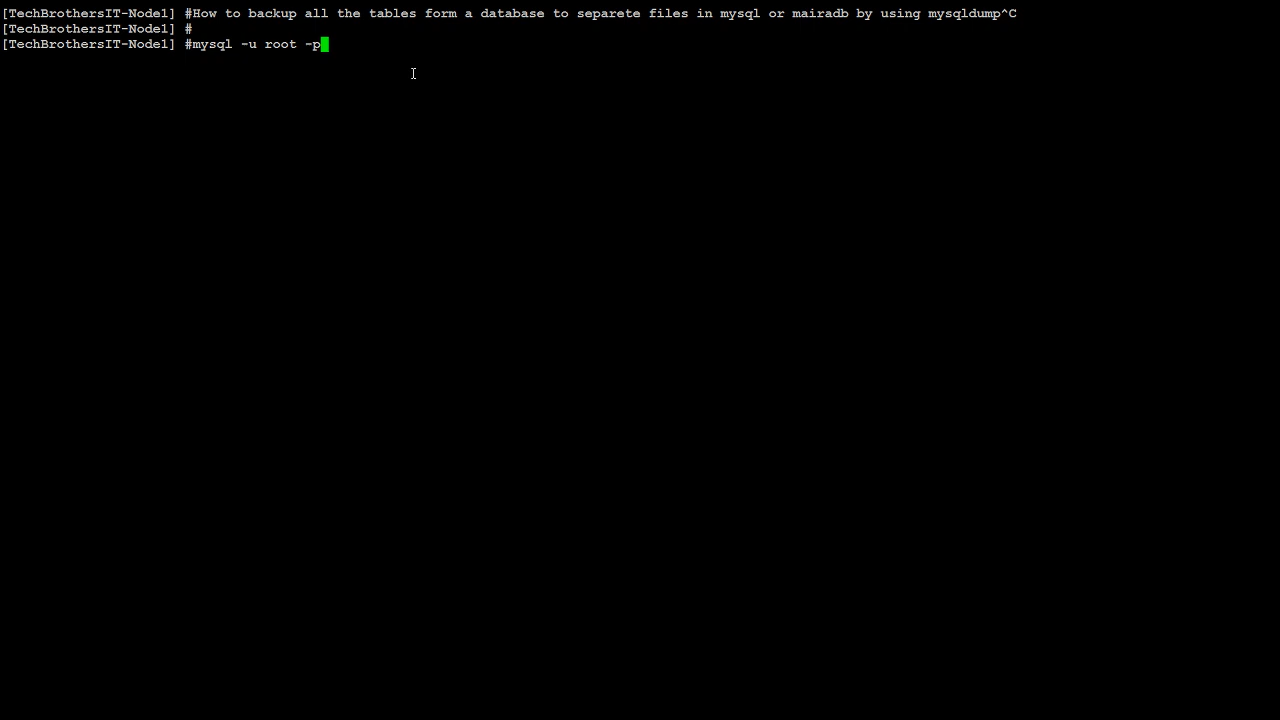 [TechBrothersIT-Node1] #How to backup all the tables form a database to separete files in mysql or mairadb by using mysqldump^C
[TechBrothersIT-Node1] #
[TechBrothersIT-Node1] #mysql -u root -p